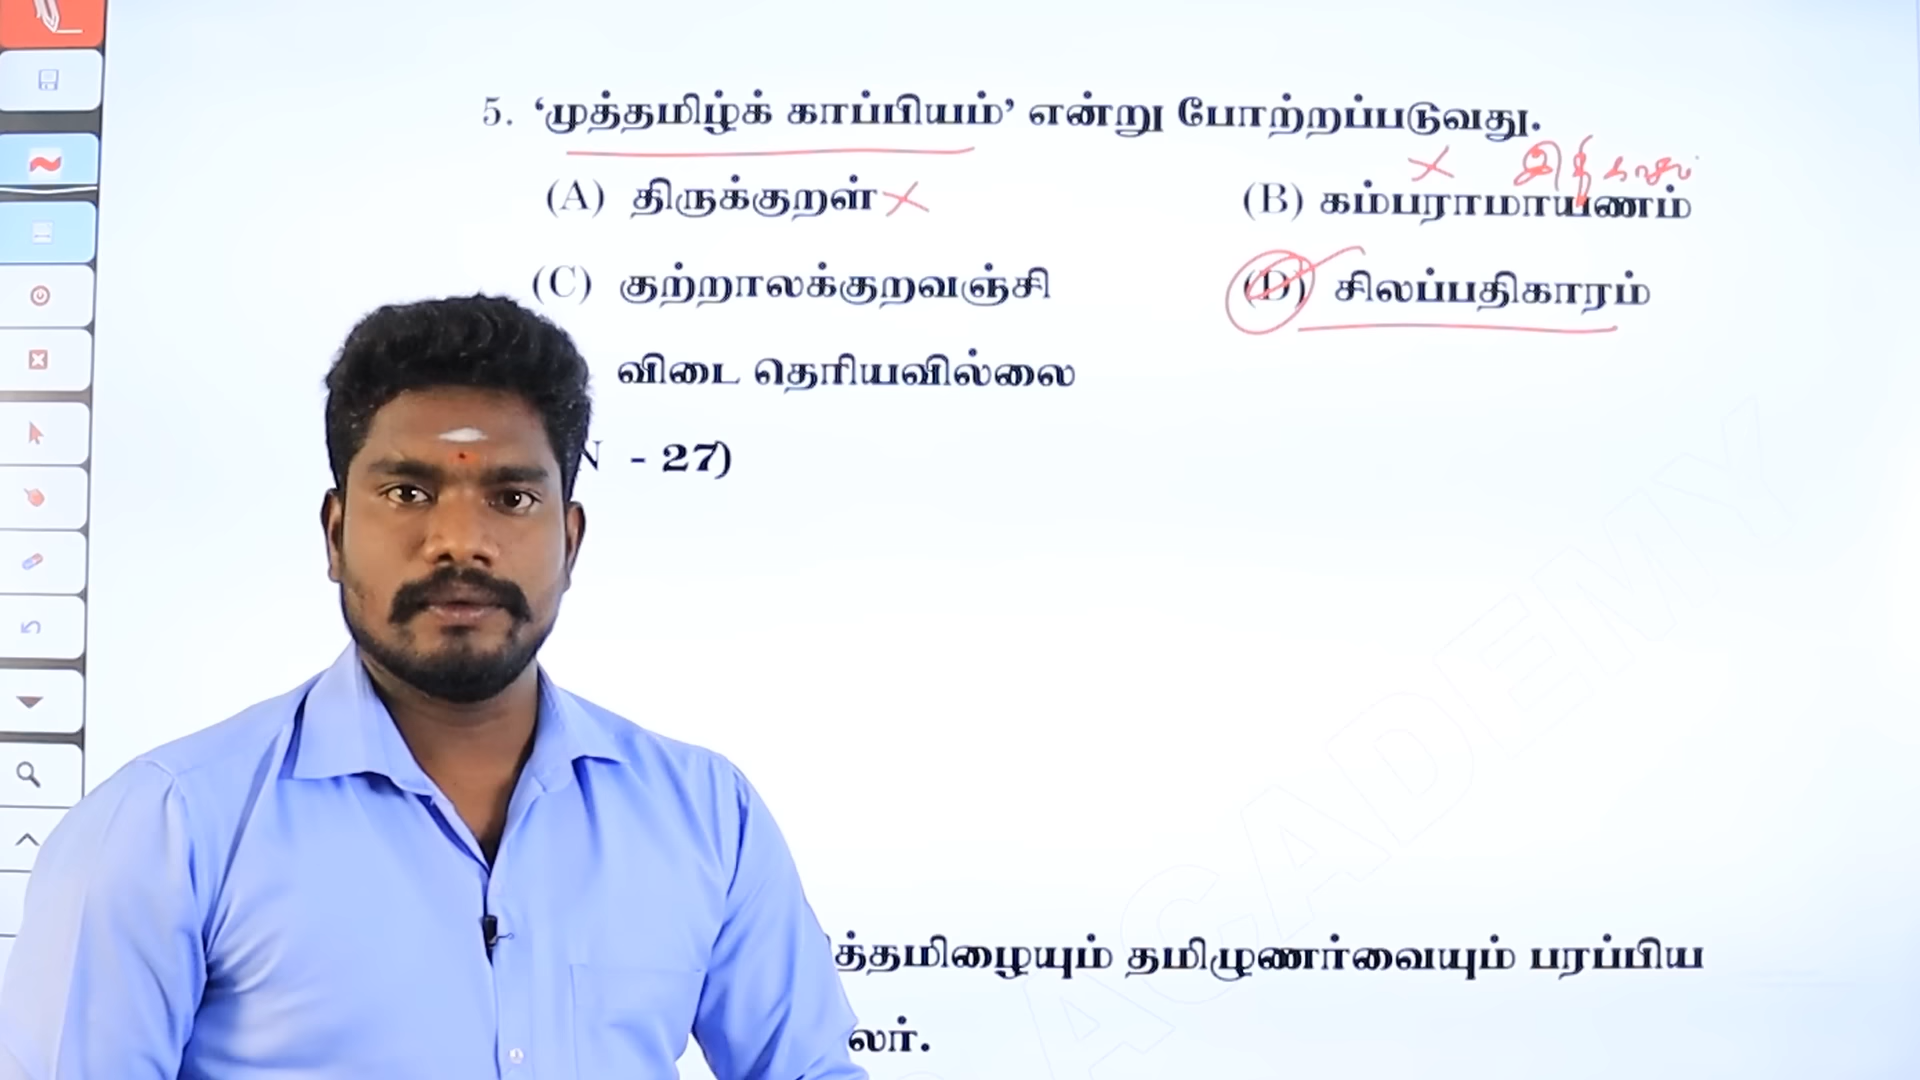 5. ‘முத்தமிழ்க் காப்பியம்’ என்று போற்றப்படுவது.
(A) திருக்குறள்
(B) கம்பராமாயணம்
(C) குற்றாலக்குறவஞ்சி
(D) சிலப்பதிகாரம்
விடை தெரியவில்லை
N - 27)
த்தமிழையும் தமிழுணர்வையும் பரப்பிய
லர்.
ACADEMY